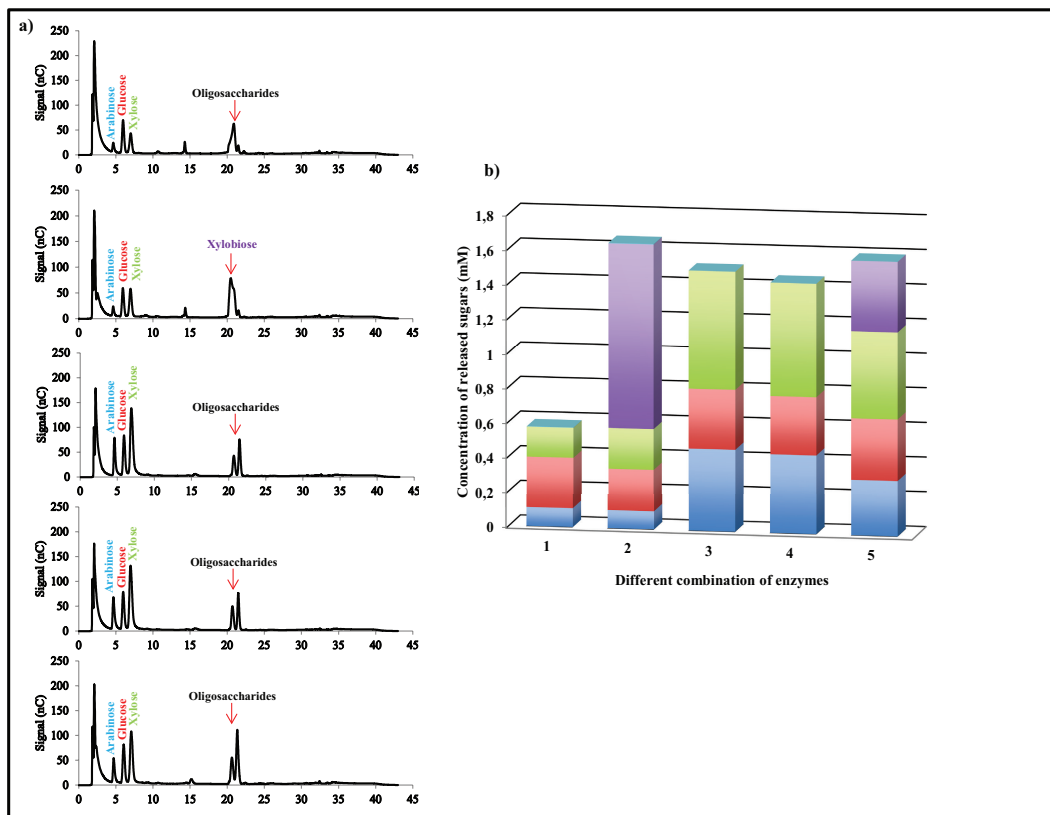 a)
250
200
150
100
50
0
Signal (nC)
Arabinose
Glucose
Xylose
Oligosaccharides
0 5 10 15 20 25 30 35 40 45
250
200
150
100
50
0
Signal (nC)
Arabinose
Glucose
Xylose
Xylobiose
0 5 10 15 20 25 30 35 40 45
250
200
150
100
50
0
Signal (nC)
Arabinose
Glucose
Xylose
Oligosaccharides
0 5 10 15 20 25 30 35 40 45
250
200
150
100
50
0
Signal (nC)
Arabinose
Glucose
Xylose
Oligosaccharides
0 5 10 15 20 25 30 35 40 45
250
200
150
100
50
0
Signal (nC)
Arabinose
Glucose
Xylose
Oligosaccharides
0 5 10 15 20 25 30 35 40 45
b)
Concentration of released sugars (mM)
1,8
1,6
1,4
1,2
1
0,8
0,6
0,4
0,2
0
1 2 3 4 5
Different combination of enzymes